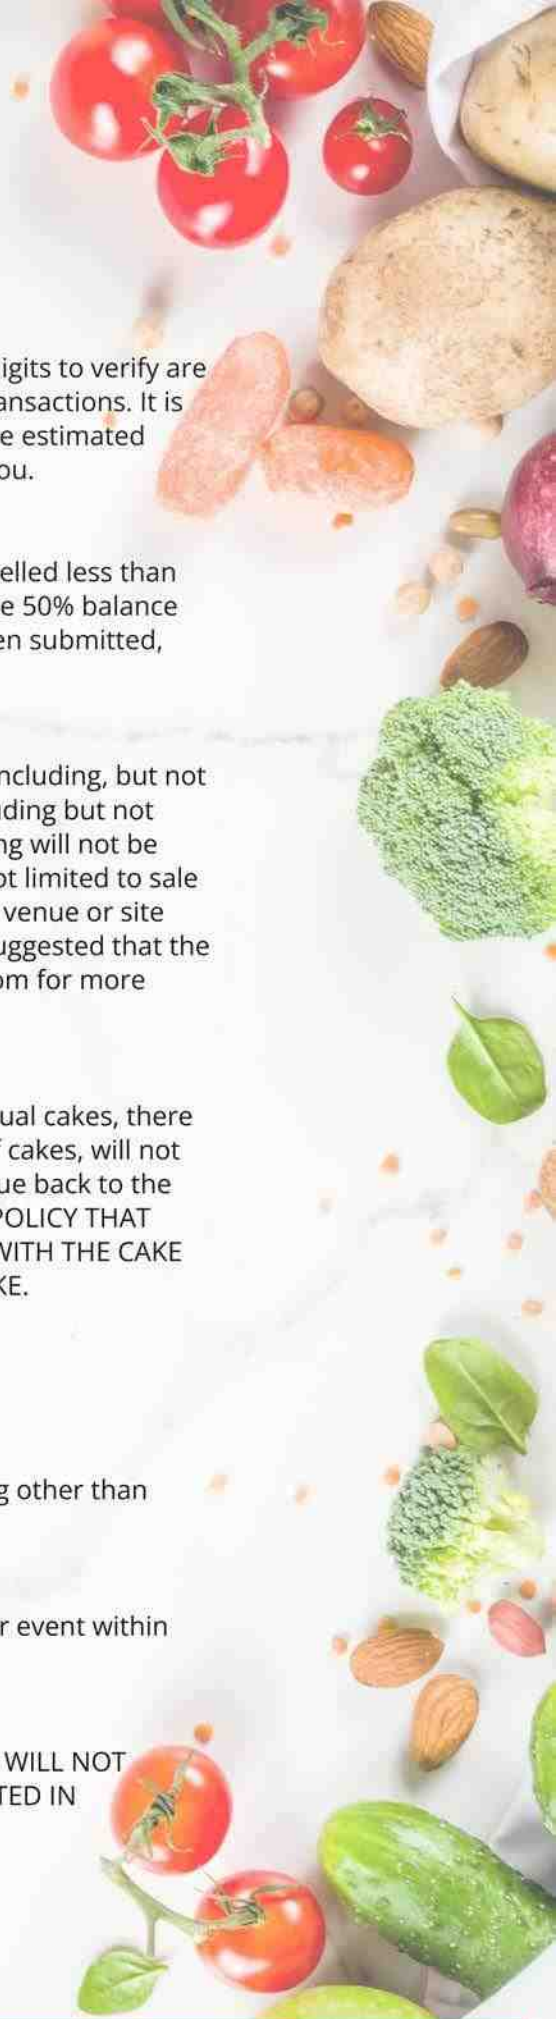 igits to verify are
ansactions. It is
e estimated
ou.
elled less than
e 50% balance
en submitted,
ncluding, but not
ding but not
ng will not be
ot limited to sale
venue or site
uggested that the
om for more
ual cakes, there
f cakes, will not
ue back to the
POLICY THAT
WITH THE CAKE
KE.
g other than
r event within
WILL NOT
TED IN